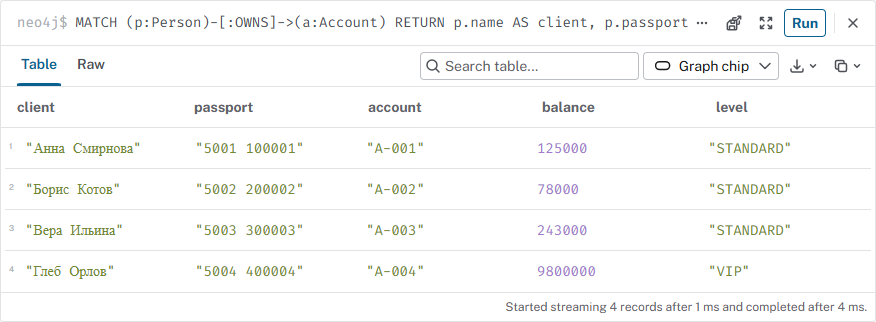 neo4j$ MATCH (p:Person)-[:OWNS]->(a:Account) RETURN p.name AS client, p.passport ⋯ Run
Table Raw Search table... Graph chip
client passport account balance level
1 "Анна Смирнова" "5001 100001" "A-001" 125000 "STANDARD"
2 "Борис Котов" "5002 200002" "A-002" 78000 "STANDARD"
3 "Вера Ильина" "5003 300003" "A-003" 243000 "STANDARD"
4 "Глеб Орлов" "5004 400004" "A-004" 9800000 "VIP"
Started streaming 4 records after 1 ms and completed after 4 ms.